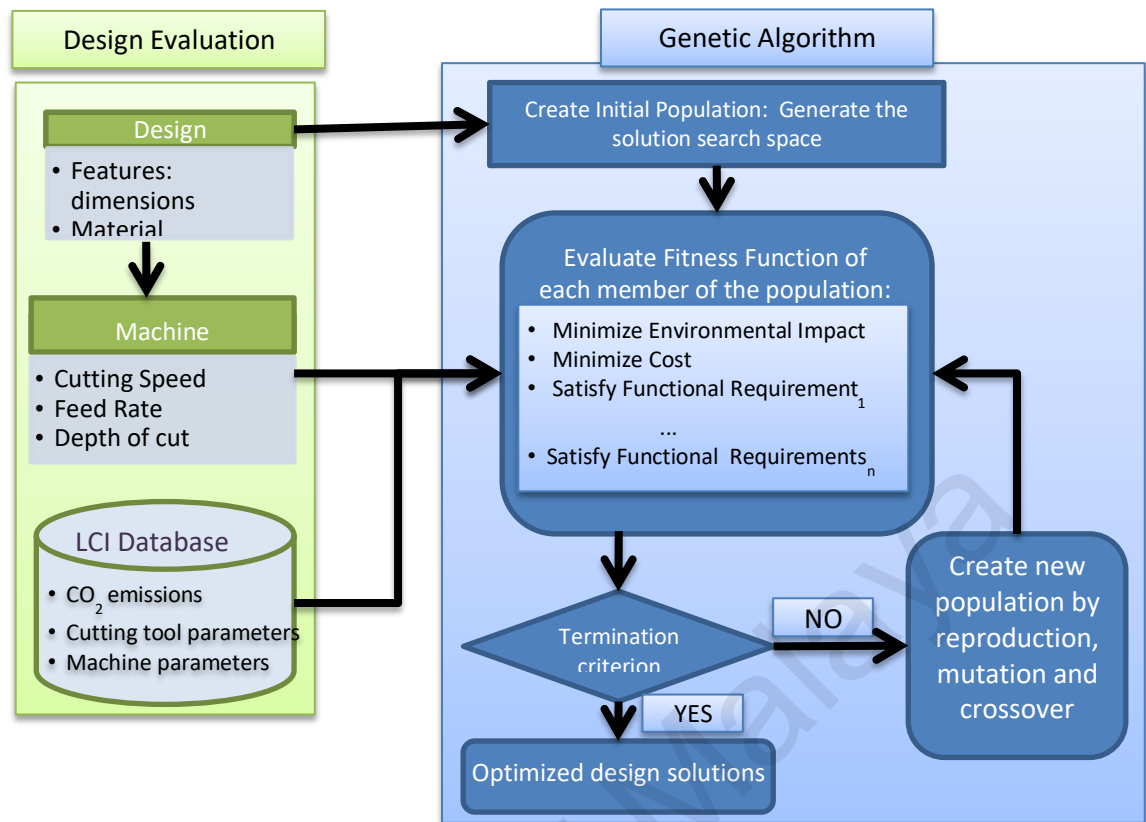 Design Evaluation
Genetic Algorithm
Design
• Features:
dimensions
• Material
Machine
• Cutting Speed
• Feed Rate
• Depth of cut
LCI Database
• CO2 emissions
• Cutting tool parameters
• Machine parameters
Create Initial Population: Generate the
solution search space
Evaluate Fitness Function of
each member of the population:
• Minimize Environmental Impact
• Minimize Cost
• Satisfy Functional Requirement1
...
• Satisfy Functional Requirementsn
Termination
criterion
NO
YES
Create new
population by
reproduction,
mutation and
crossover
Optimized design solutions
Malaya